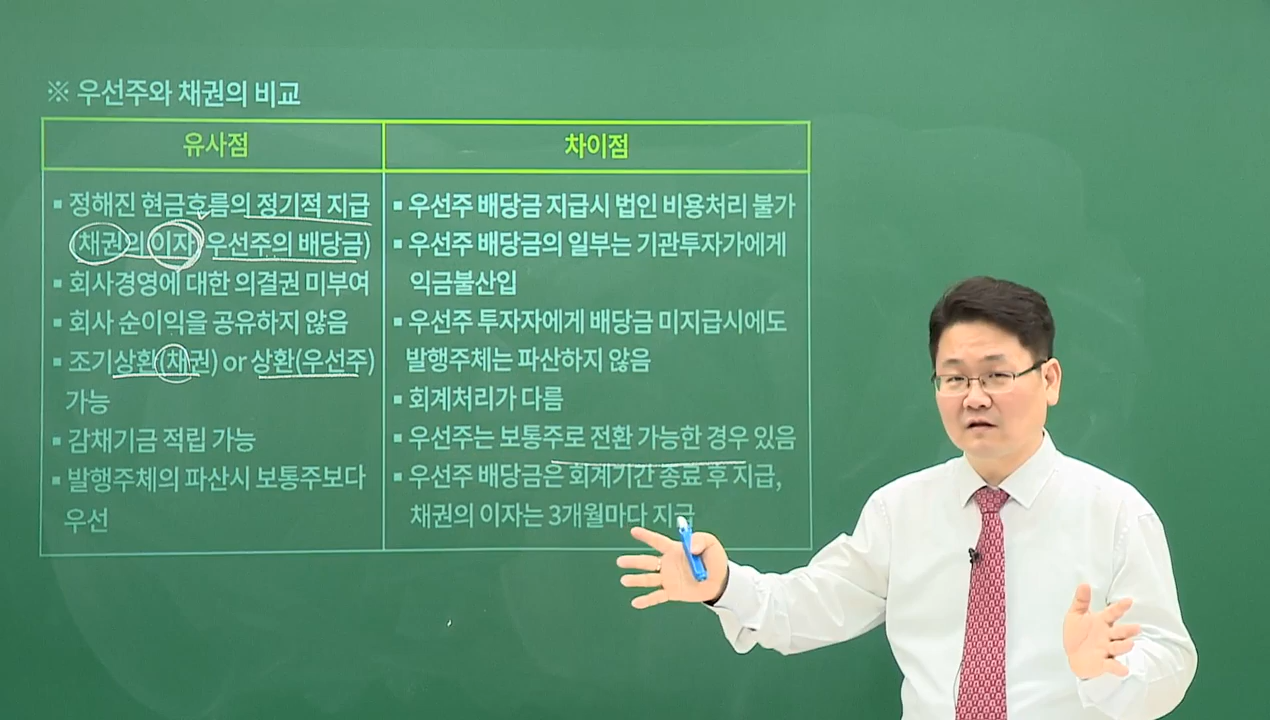 ※ 우선주와 채권의 비교
유사점
▪ 정해진 현금흐름의 정기적 지급
(채권의 이자, 우선주의 배당금)
▪ 회사경영에 대한 의결권 미부여
▪ 회사 순이익을 공유하지 않음
▪ 조기상환(채권) or 상환(우선주)
가능
▪ 감채기금 적립 가능
▪ 발행주체의 파산시 보통주보다
우선
차이점
▪ 우선주 배당금 지급시 법인 비용처리 불가
▪ 우선주 배당금의 일부는 기관투자가에게
익금불산입
▪ 우선주 투자자에게 배당금 미지급시에도
발행주체는 파산하지 않음
▪ 회계처리가 다름
▪ 우선주는 보통주로 전환 가능한 경우 있음
▪ 우선주 배당금은 회계기간 종료 후 지급,
채권의 이자는 3개월마다 지급